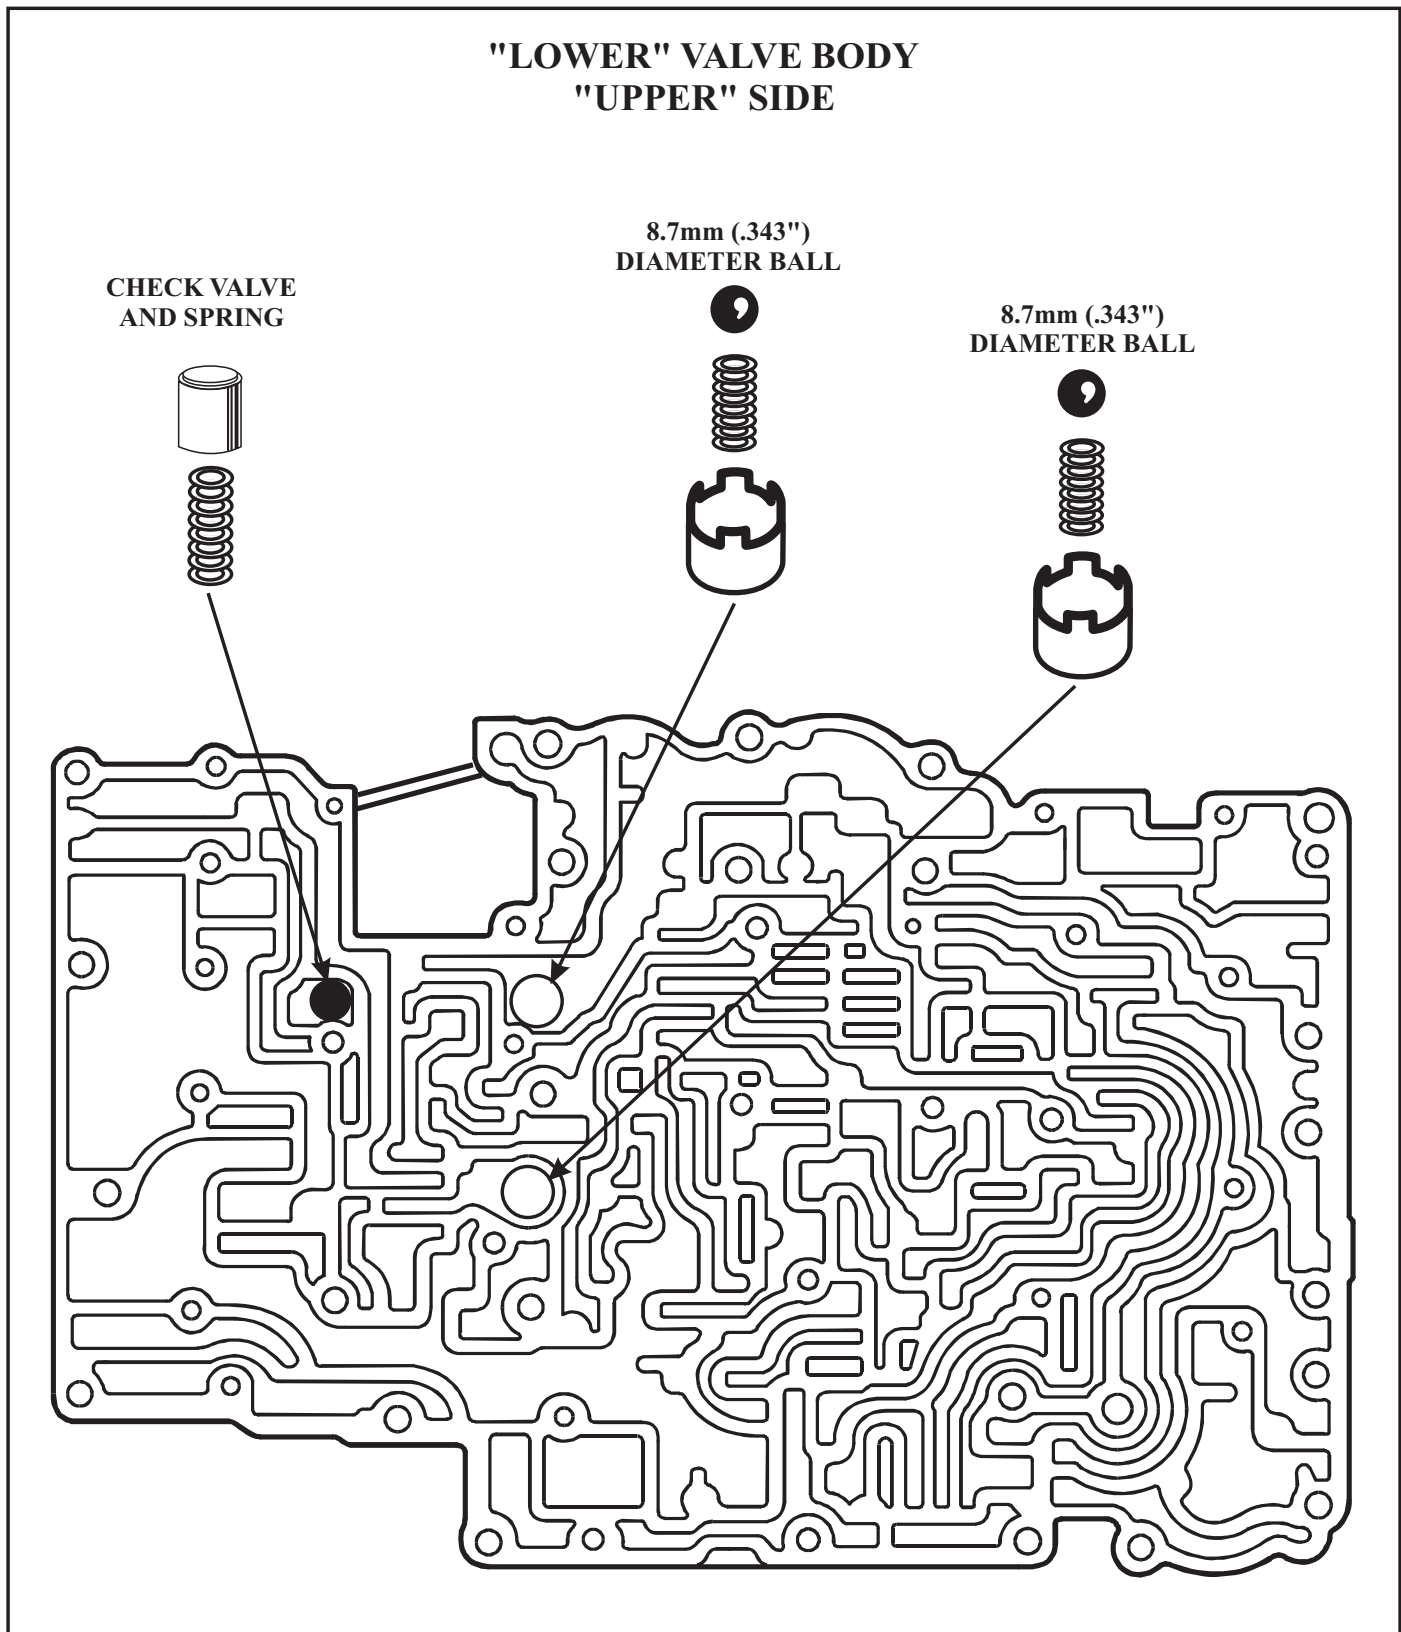 "LOWER" VALVE BODY
"UPPER" SIDE
8.7mm (.343")
DIAMETER BALL
CHECK VALVE
AND SPRING
8.7mm (.343")
DIAMETER BALL